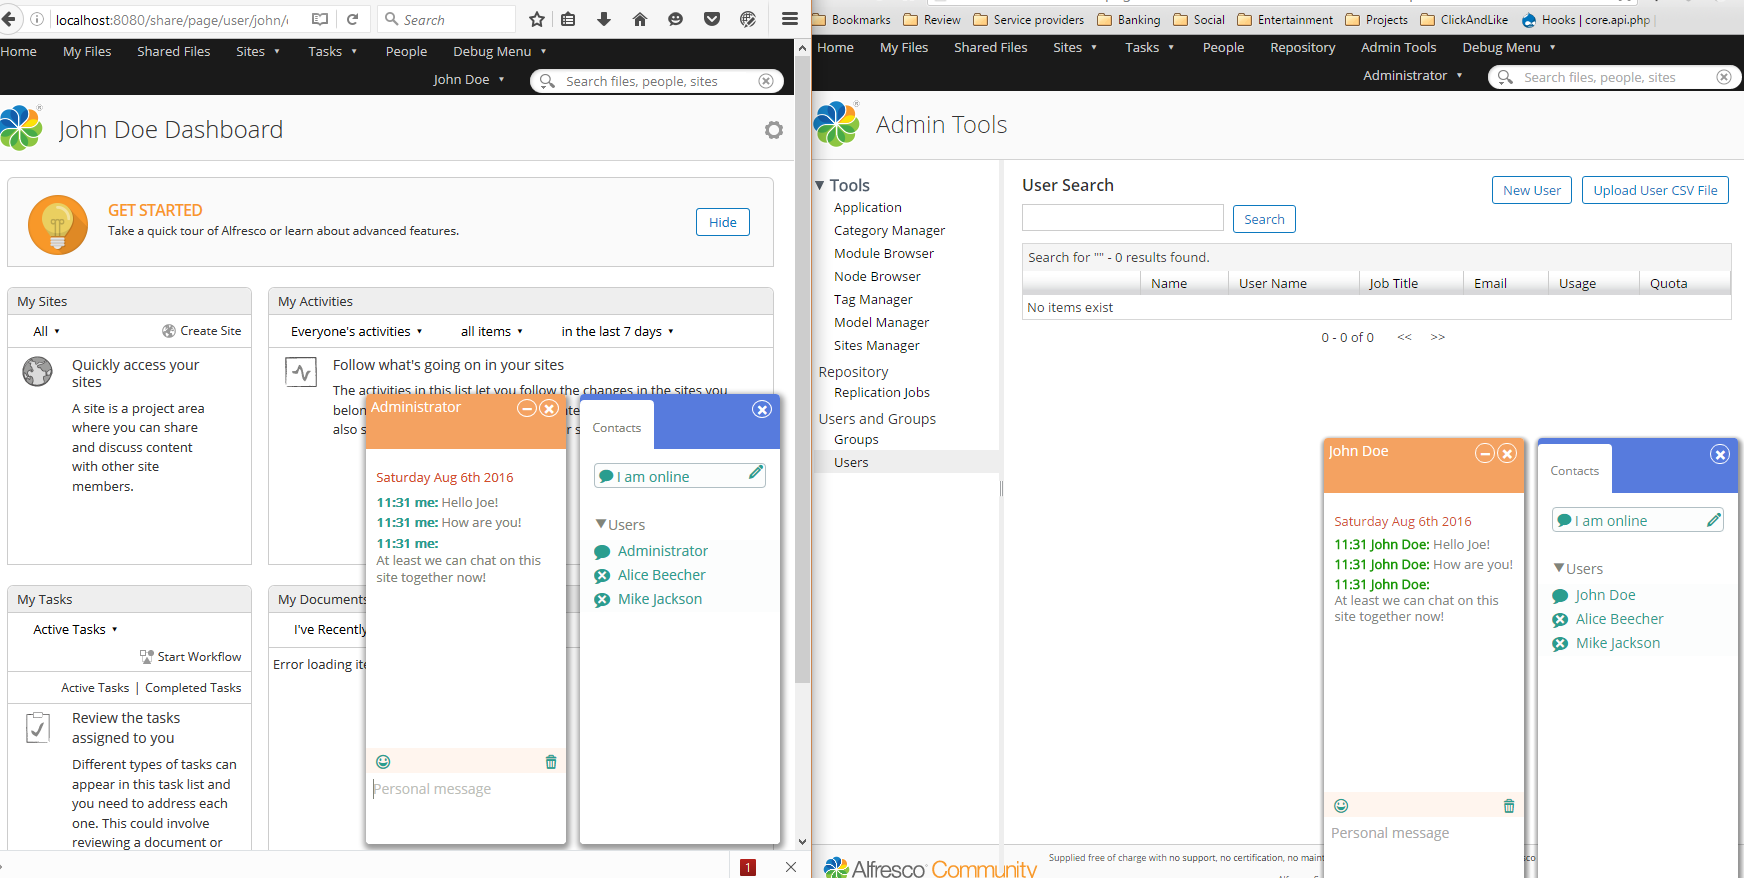 localhost:8080/share/page/user/john/
Search
Home My Files Shared Files Sites Tasks People Debug Menu
John Doe Search files, people, sites
John Doe Dashboard
GET STARTED
Take a quick tour of Alfresco or learn about advanced features.
Hide
My Sites
All Create Site
Quickly access your
sites
A site is a project area
where you can share
and discuss content
with other site
members.
My Activities
Everyone's activities all items in the last 7 days
Follow what's going on in your sites
The activities in this list let you follow the changes in the sites you
belon
also s
My Tasks
Active Tasks
Start Workflow
Active Tasks | Completed Tasks
Review the tasks
assigned to you
Different types of tasks can
appear in this task list and
you need to address each
one. This could involve
reviewing a document or
My Documents
I've Recently
Error loading ite
Administrator
Saturday Aug 6th 2016
11:31 me: Hello Joe!
11:31 me: How are you!
11:31 me:
At least we can chat on this
site together now!
Personal message
Contacts
I am online
Users
Administrator
Alice Beecher
Mike Jackson
1
Bookmarks Review Service providers Banking Social Entertainment Projects ClickAndLike Hooks | core.api.php
Home My Files Shared Files Sites Tasks People Repository Admin Tools Debug Menu
Administrator Search files, people, sites
Admin Tools
Tools
Application
Category Manager
Module Browser
Node Browser
Tag Manager
Model Manager
Sites Manager
Repository
Replication Jobs
Users and Groups
Groups
Users
User Search
New User Upload User CSV File
Search
Search for "" - 0 results found.
Name User Name Job Title Email Usage Quota
No items exist
0 - 0 of 0 << >>
John Doe
Saturday Aug 6th 2016
11:31 John Doe: Hello Joe!
11:31 John Doe: How are you!
11:31 John Doe:
At least we can chat on this
site together now!
Personal message
Contacts
I am online
Users
John Doe
Alice Beecher
Mike Jackson
Alfresco Community
Supplied free of charge with no support, no certification, no maint